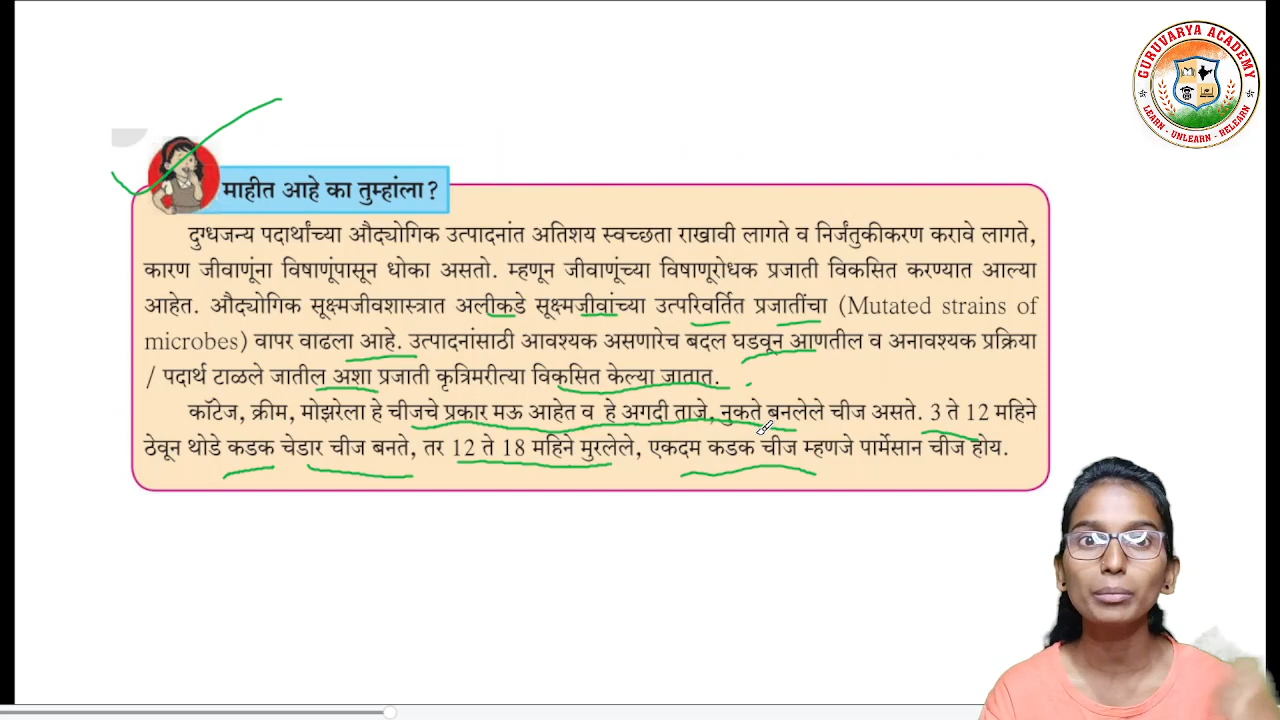 GURUVARYA ACADEMY
LEARN - UNLEARN - RELEARN
माहीत आहे का तुम्हांला?
दुग्धजन्य पदार्थांच्या औद्योगिक उत्पादनांत अतिशय स्वच्छता राखावी लागते व निर्जंतुकीकरण करावे लागते,
कारण जीवाणूंना विषाणूंपासून धोका असतो. म्हणून जीवाणूंच्या विषाणूरोधक प्रजाती विकसित करण्यात आल्या
आहेत. औद्योगिक सूक्ष्मजीवशास्त्रात अलीकडे सूक्ष्मजीवांच्या उत्परिवर्तित प्रजातींचा (Mutated strains of
microbes) वापर वाढला आहे. उत्पादनांसाठी आवश्यक असणारेच बदल घडवून आणतील व अनावश्यक प्रक्रिया
/ पदार्थ टाळले जातील अशा प्रजाती कृत्रिमरीत्या विकसित केल्या जातात.
कॉटेज, क्रीम, मोझरेला हे चीजचे प्रकार मऊ आहेत व हे अगदी ताजे, नुकते बनलेले चीज असते. 3 ते 12 महिने
ठेवून थोडे कडक चेडार चीज बनते, तर 12 ते 18 महिने मुरलेले, एकदम कडक चीज म्हणजे पार्मेसान चीज होय.